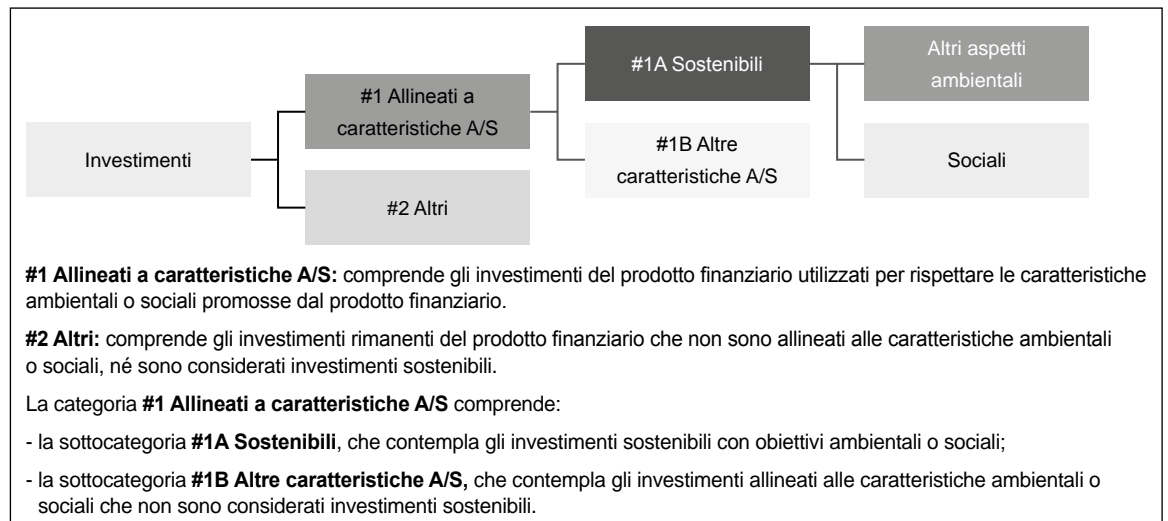 Investimenti
#1 Allineati a
caratteristiche A/S
#2 Altri
#1A Sostenibili
#1B Altre
caratteristiche A/S
Altri aspetti
ambientali
Sociali
#1 Allineati a caratteristiche A/S: comprende gli investimenti del prodotto finanziario utilizzati per rispettare le caratteristiche
ambientali o sociali promosse dal prodotto finanziario.
#2 Altri: comprende gli investimenti rimanenti del prodotto finanziario che non sono allineati alle caratteristiche ambientali
o sociali, né sono considerati investimenti sostenibili.
La categoria #1 Allineati a caratteristiche A/S comprende:
- la sottocategoria #1A Sostenibili, che contempla gli investimenti sostenibili con obiettivi ambientali o sociali;
- la sottocategoria #1B Altre caratteristiche A/S, che contempla gli investimenti allineati alle caratteristiche ambientali o
sociali che non sono considerati investimenti sostenibili.